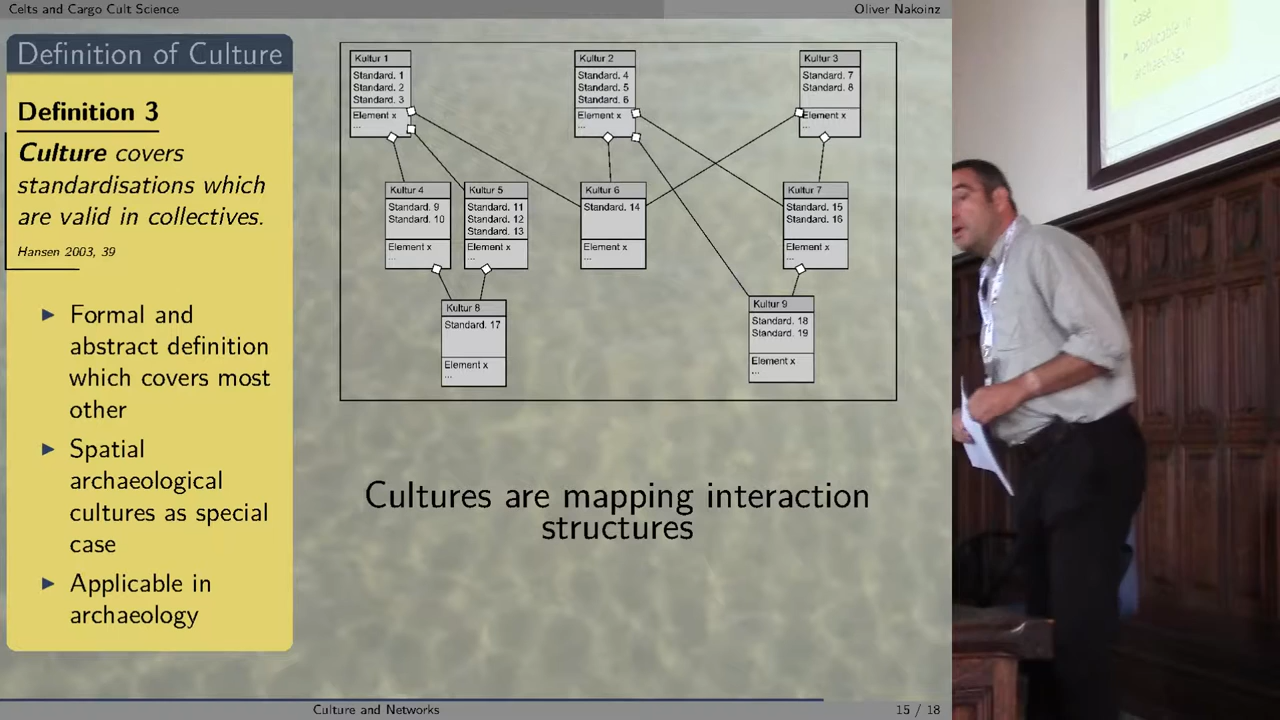 Celts and Cargo Cult Science
Oliver Nakoinz
Definition of Culture
Definition 3
Culture covers
standardisations which
are valid in collectives.
Hansen 2003, 39
Formal and
abstract definition
which covers most
other
Spatial
archaeological
cultures as special
case
Applicable in
archaeology
Kultur 1
Standard. 1
Standard. 2
Standard. 3
Element x
...
Kultur 2
Standard. 4
Standard. 5
Standard. 6
Element x
...
Kultur 3
Standard. 7
Standard. 8
Element x
...
Kultur 4
Standard. 9
Standard. 10
Element x
...
Kultur 5
Standard. 11
Standard. 12
Standard. 13
Element x
...
Kultur 6
Standard. 14
Element x
...
Kultur 7
Standard. 15
Standard. 16
Element x
...
Kultur 8
Standard. 17
Element x
...
Kultur 9
Standard. 18
Standard. 19
Element x
...
Cultures are mapping interaction
structures
Culture and Networks
15 / 18
case
Applicable in